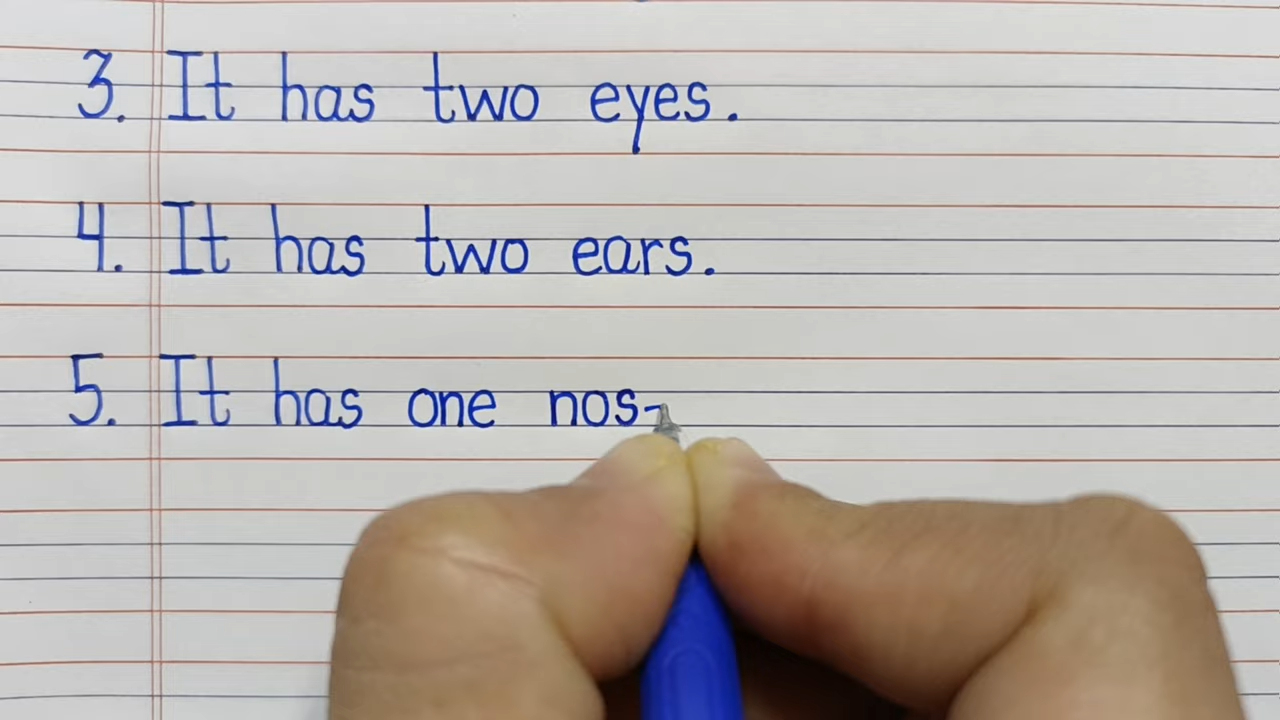 3. It has two eyes.
4. It has two ears.
5. It has one nos